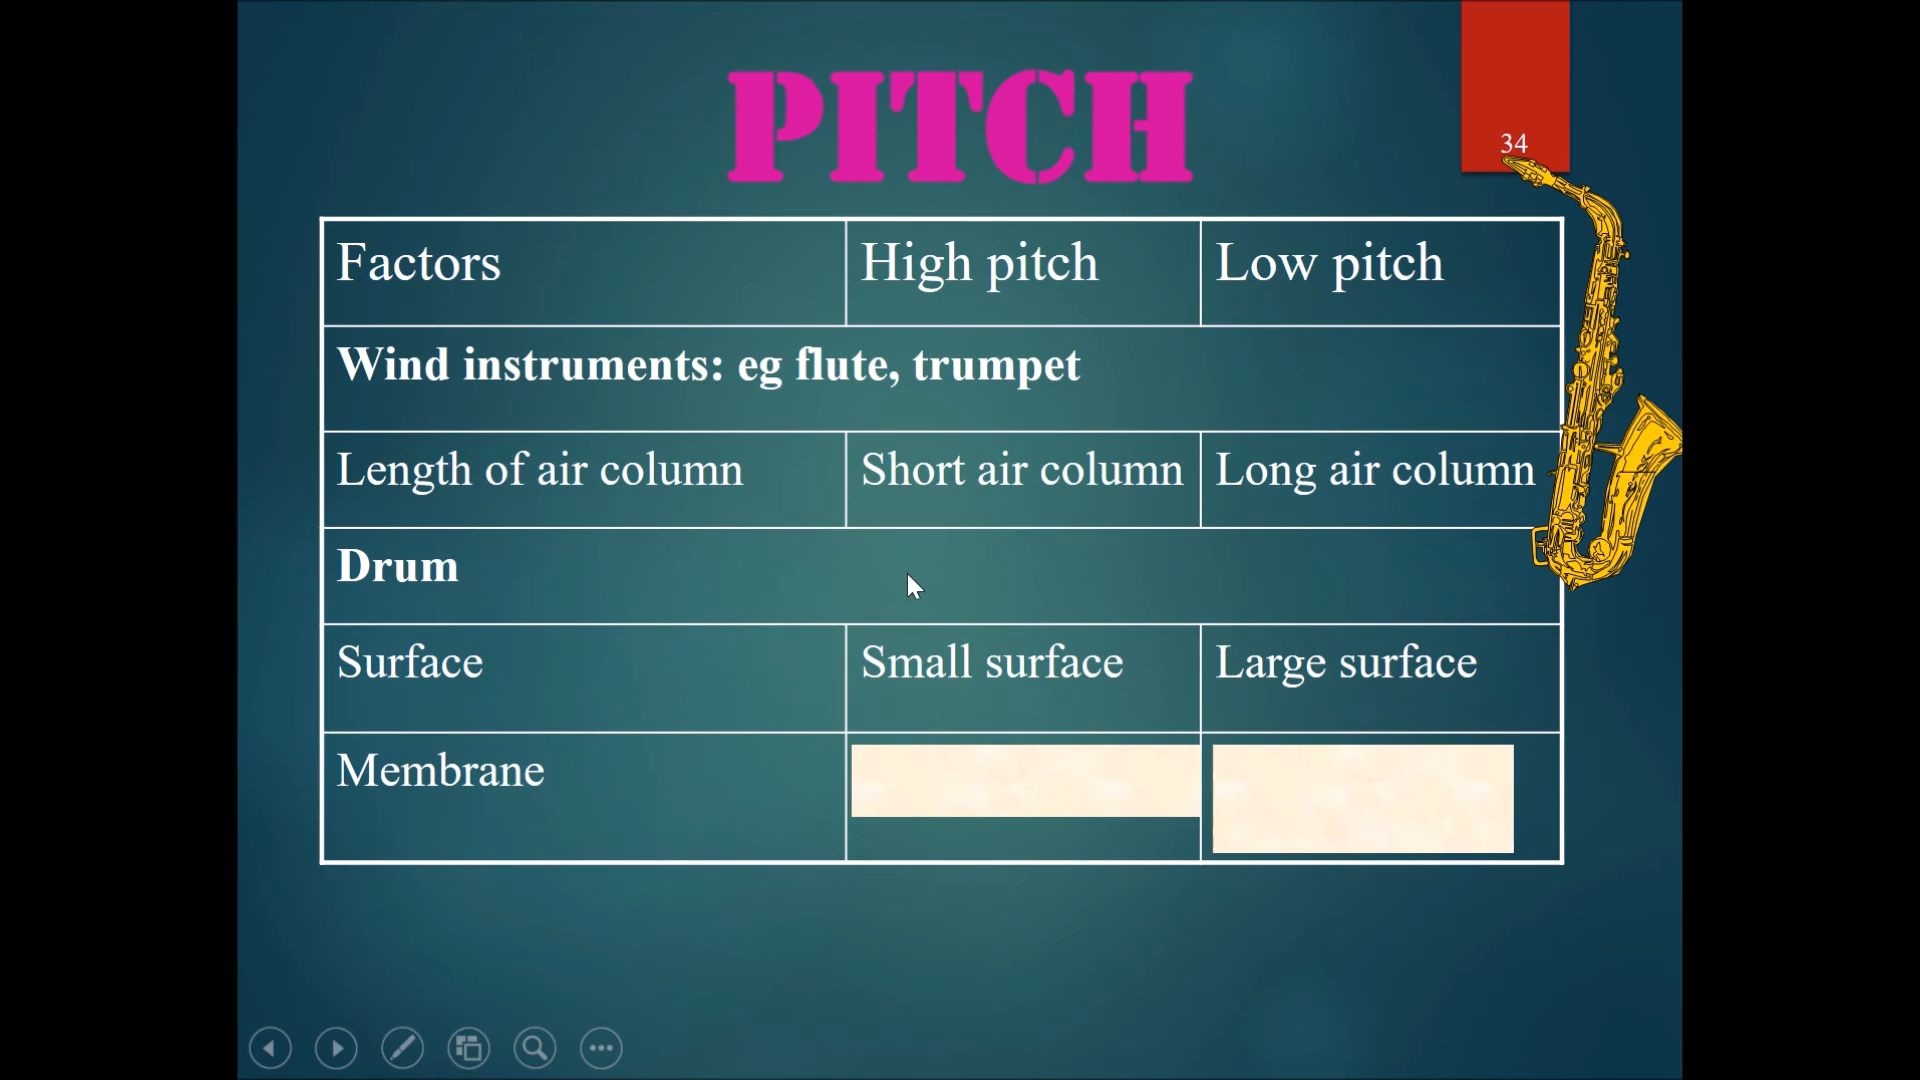 PITCH
34
Factors High pitch Low pitch
Wind instruments: eg flute, trumpet
Length of air column Short air column Long air column
Drum
Surface Small surface Large surface
Membrane